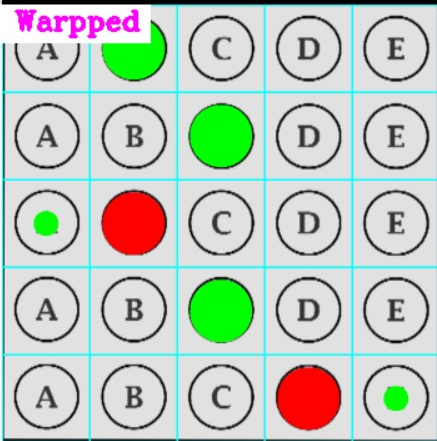 Warpped
A C D E
A B D E
C D E
A B D E
A B C